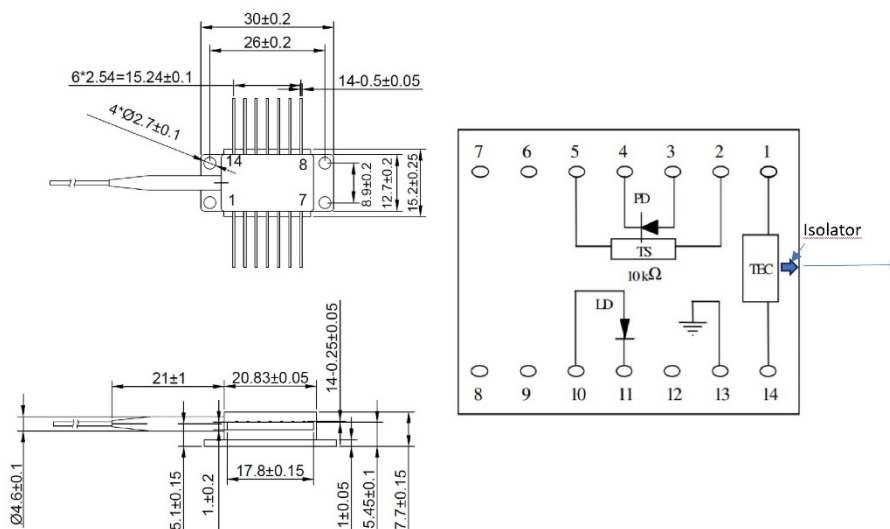 30±0.2
26±0.2
6*2.54=15.24±0.1
14-0.5±0.05
4*Ø2.7±0.1
14
8
1
7
8.9±0.2
12.7±0.2
15.2±0.25
21±1
20.83±0.05
14-0.25±0.05
17.8±0.15
Ø4.6±0.1
5.1±0.15
1.±0.2
1±0.05
5.45±0.1
7.7±0.15
7 6 5 4 3 2 1
PD
TS
10kΩ
TEC
Isolator
LD
8 9 10 11 12 13 14